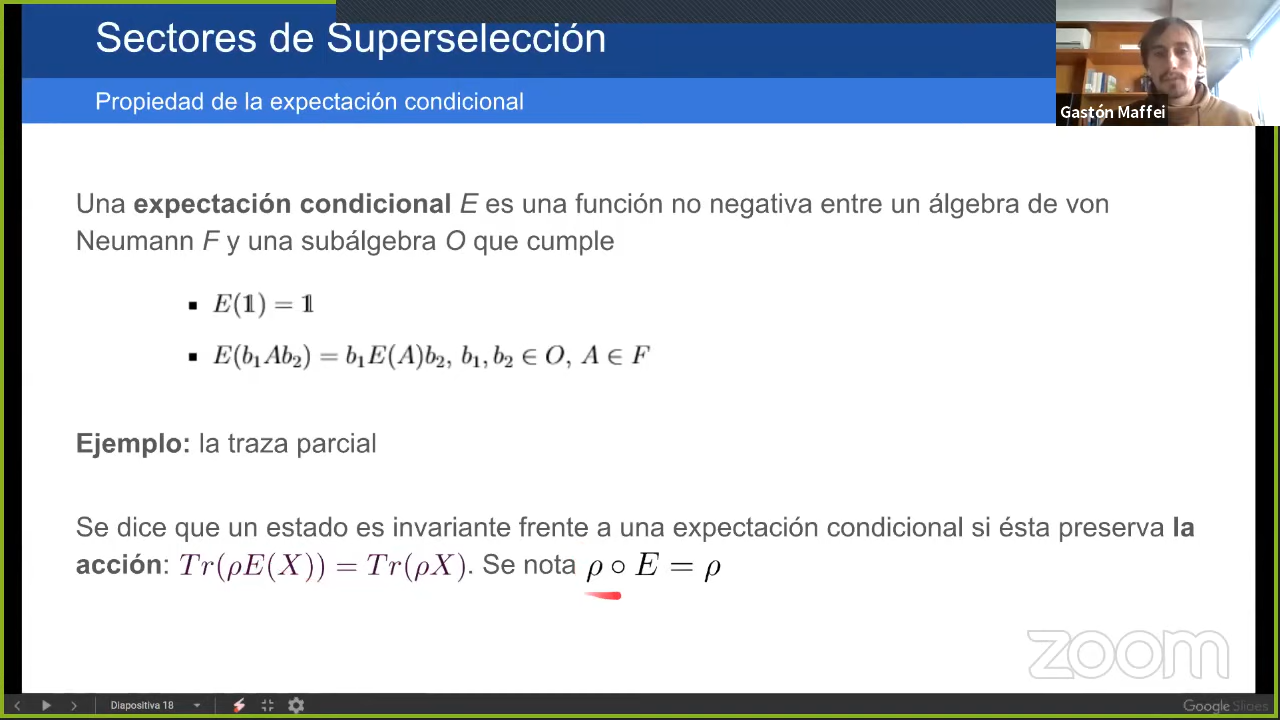 Sectores de Superselección
Propiedad de la expectación condicional
Gastón Maffei
Una expectación condicional E es una función no negativa entre un álgebra de von
Neumann F y una subálgebra O que cumple
▪ E(𝟙) = 𝟙
▪ E(b₁Ab₂) = b₁E(A)b₂, b₁, b₂ ∈ O, A ∈ F
Ejemplo: la traza parcial
Se dice que un estado es invariante frente a una expectación condicional si ésta preserva la
acción: Tr(ρE(X)) = Tr(ρX). Se nota ρ ∘ E = ρ
zoom
Diapositiva 18
Google Slides